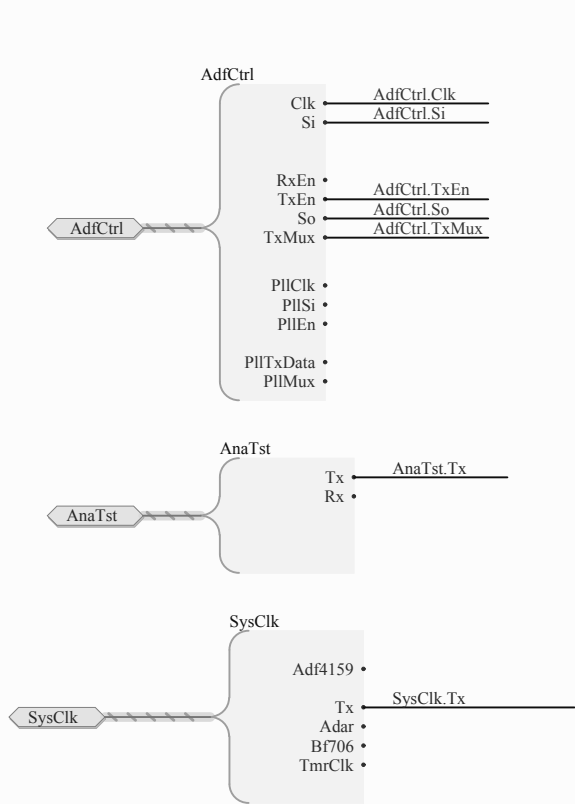 AdfCtrl
Clk AdfCtrl.Clk
Si AdfCtrl.Si
RxEn
TxEn AdfCtrl.TxEn
So AdfCtrl.So
AdfCtrl
TxMux AdfCtrl.TxMux
PllClk
PllSi
PllEn
PllTxData
PllMux
AnaTst
Tx AnaTst.Tx
Rx
AnaTst
SysClk
Adf4159
Tx SysClk.Tx
SysClk
Adar
Bf706
TmrClk